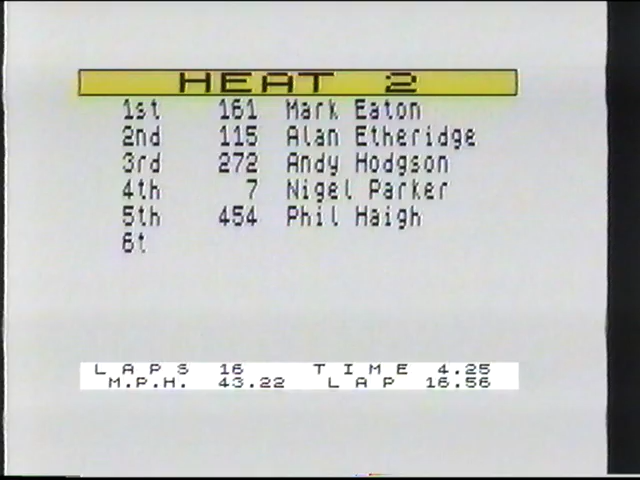 HEAT 2
1st 161 Mark Eaton
2nd 115 Alan Etheridge
3rd 272 Andy Hodgson
4th 7 Nigel Parker
5th 454 Phil Haigh
6t
LAPS 16 TIME 4.25
M.P.H. 43.22 LAP 16.56